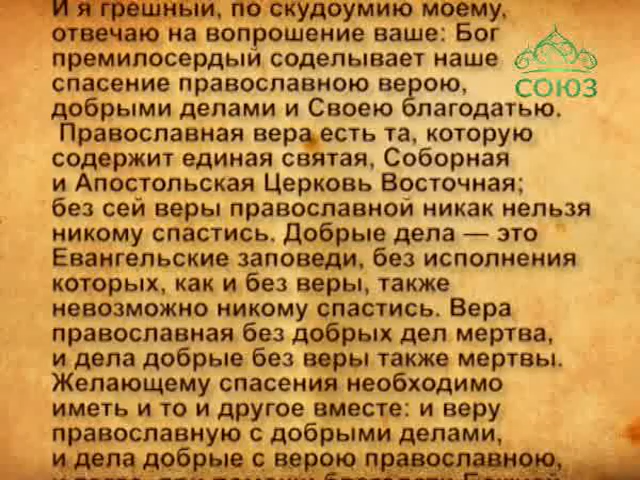 И я грешный, по скудоумию моему,
отвечаю на вопрошение ваше: Бог
премилосердый соделывает наше
спасение православною верою,
добрыми делами и Своею благодатью.
Православная вера есть та, которую
содержит единая святая, Соборная
и Апостольская Церковь Восточная;
без сей веры православной никак нельзя
никому спастись. Добрые дела — это
Евангельские заповеди, без исполнения
которых, как и без веры, также
невозможно никому спастись. Вера
православная без добрых дел мертва,
и дела добрые без веры также мертвы.
Желающему спасения необходимо
иметь и то и другое вместе: и веру
православную с добрыми делами,
и дела добрые с верою православною,
СОЮЗ